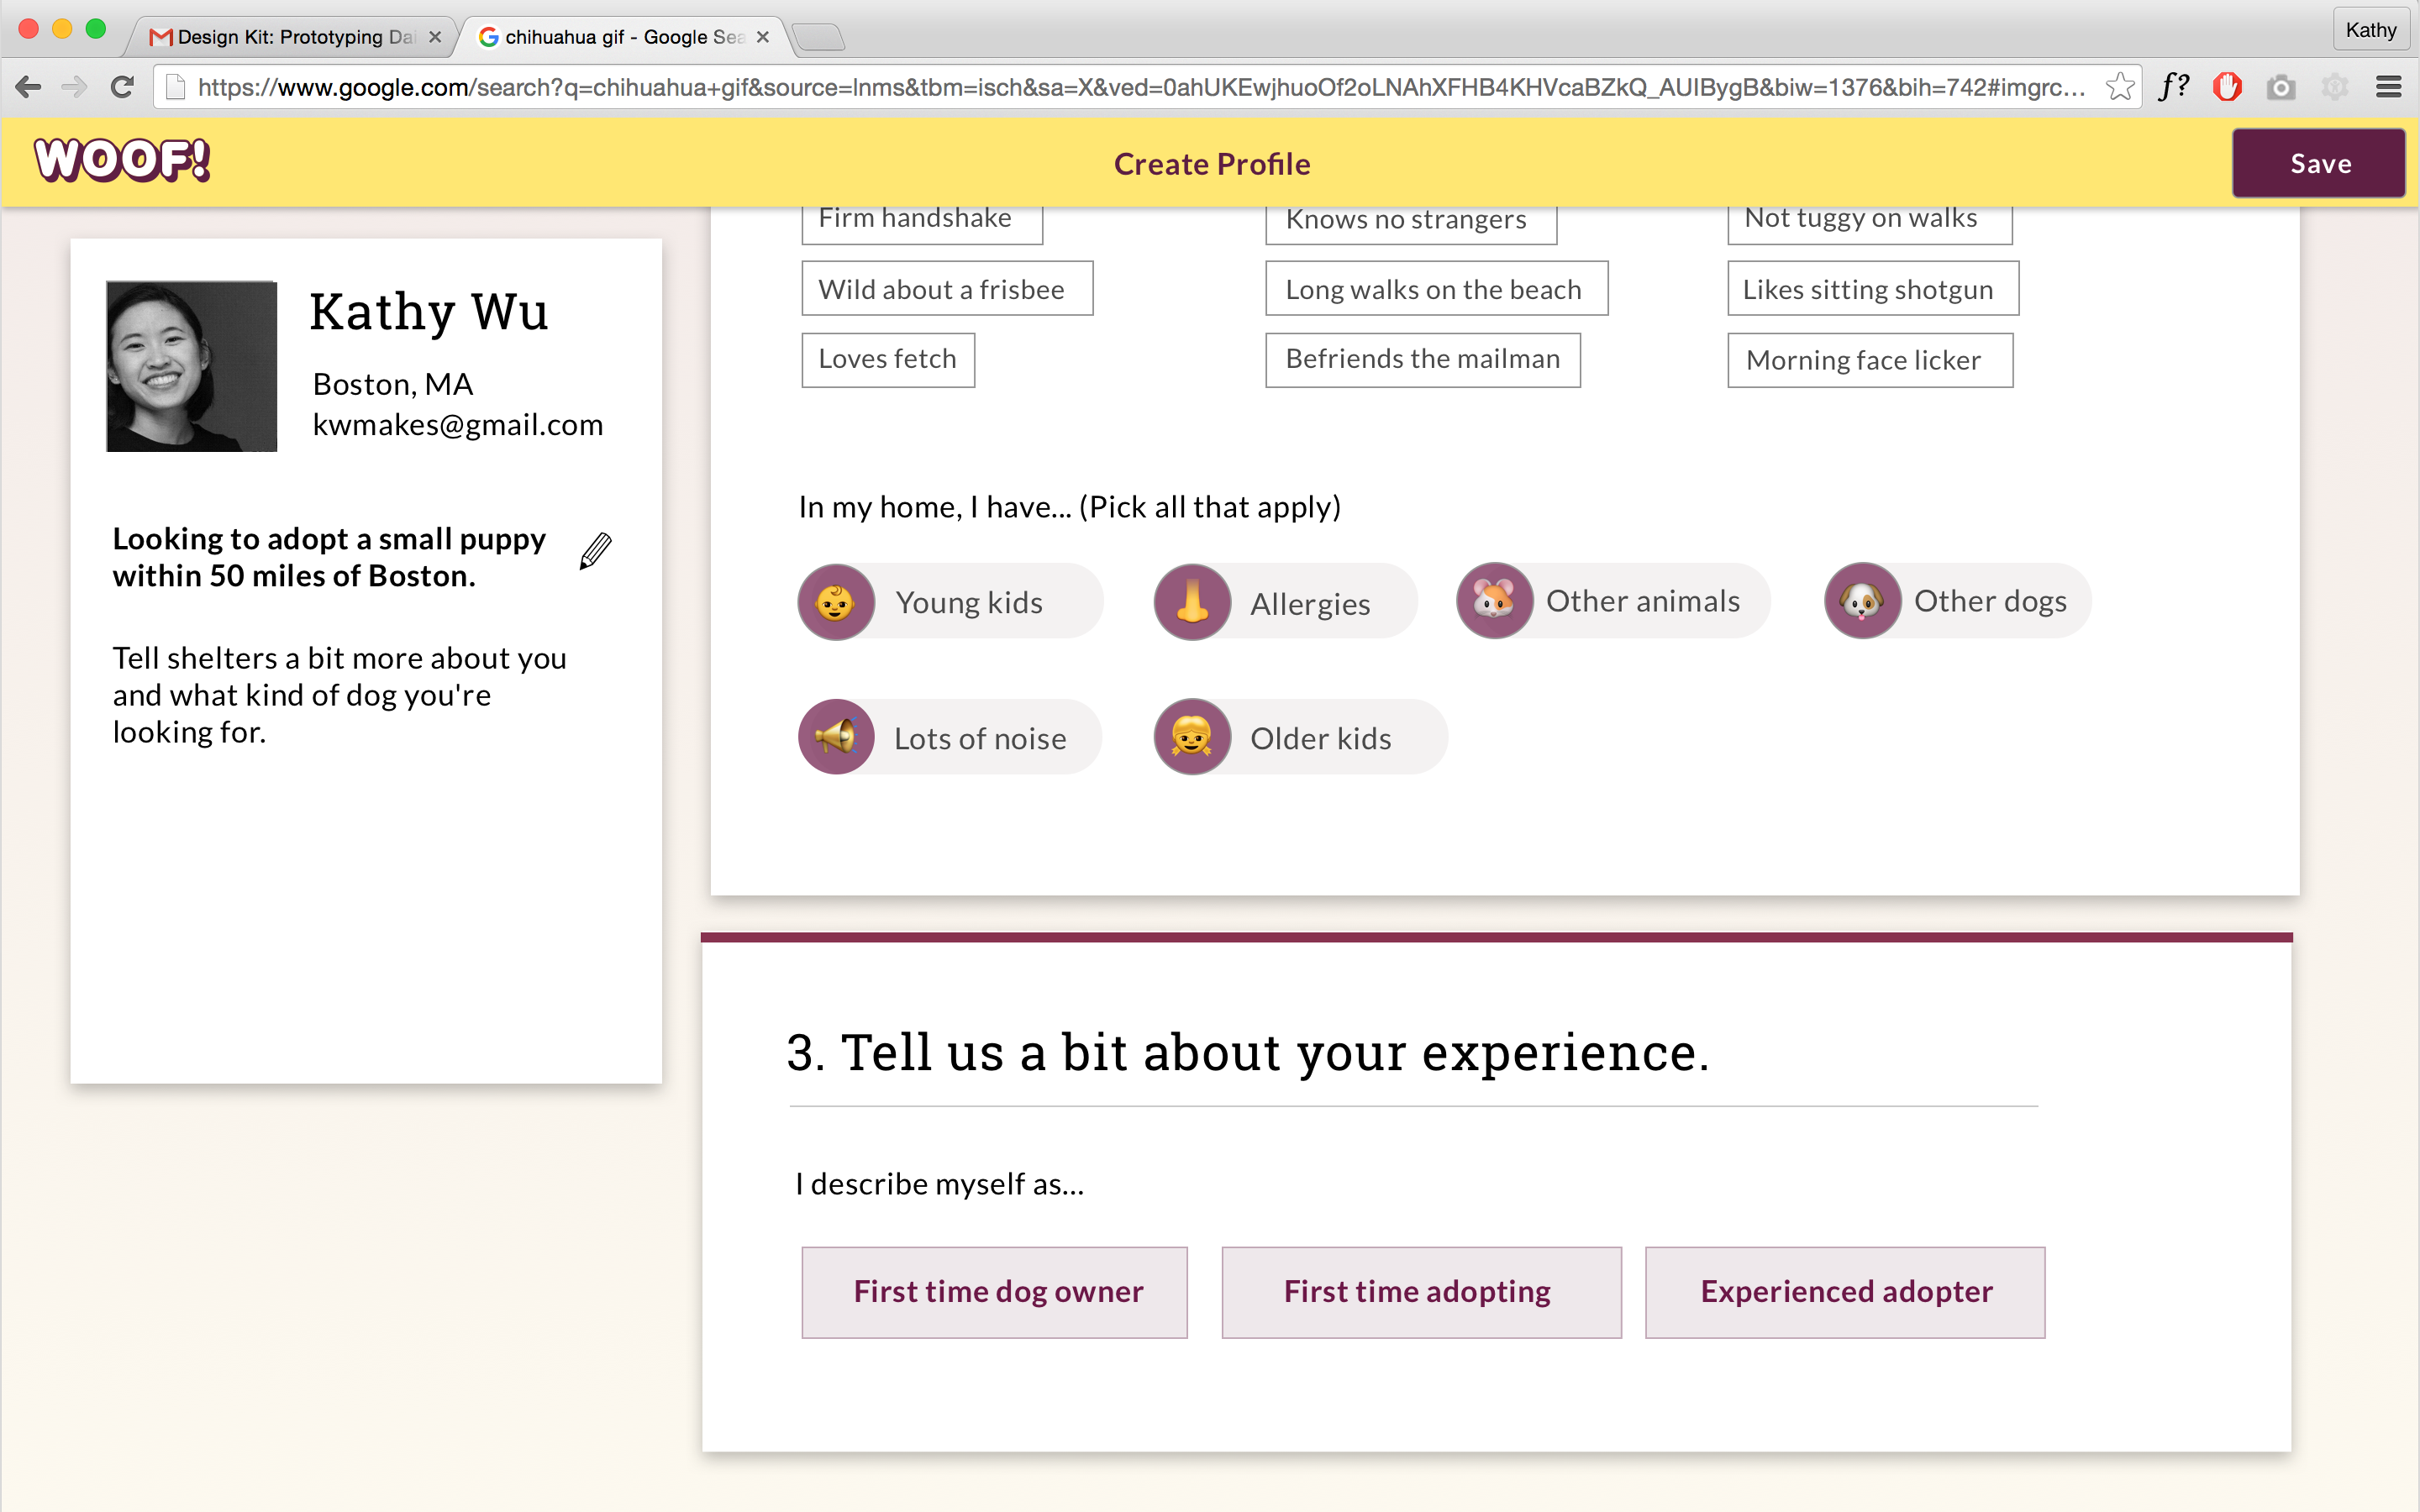 Design Kit: Prototyping Dai
chihuahua gif - Google Sea
Kathy
https://www.google.com/search?q=chihuahua+gif&source=lnms&tbm=isch&sa=X&ved=0ahUKEwjhuoOf2oLNAhXFHB4KHVcaBZkQ_AUIBygB&biw=1376&bih=742#imgrc...
f?
WOOF!
Create Profile
Save
Kathy Wu
Boston, MA
kwmakes@gmail.com
Looking to adopt a small puppy
within 50 miles of Boston.
Tell shelters a bit more about you
and what kind of dog you're
looking for.
Firm handshake
Knows no strangers
Not tuggy on walks
Wild about a frisbee
Long walks on the beach
Likes sitting shotgun
Loves fetch
Befriends the mailman
Morning face licker
In my home, I have... (Pick all that apply)
Young kids
Allergies
Other animals
Other dogs
Lots of noise
Older kids
3. Tell us a bit about your experience.
I describe myself as...
First time dog owner
First time adopting
Experienced adopter